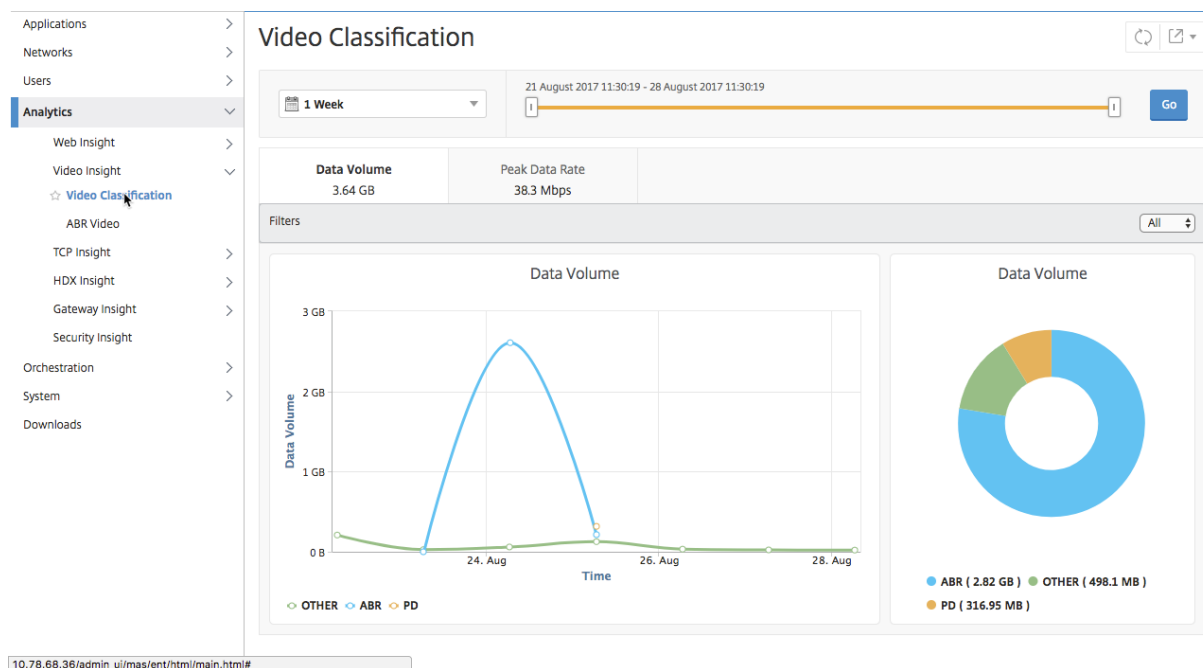 Applications
Networks
Users
Analytics
Web Insight
Video Insight
Video Classification
ABR Video
TCP Insight
HDX Insight
Gateway Insight
Security Insight
Orchestration
System
Downloads
Video Classification
1 Week
21 August 2017 11:30:19 - 28 August 2017 11:30:19
Go
Data Volume
3.64 GB
Peak Data Rate
38.3 Mbps
Filters
All
Data Volume
3 GB
2 GB
1 GB
0 B
Data Volume
24. Aug
26. Aug
28. Aug
Time
OTHER ABR PD
Data Volume
ABR ( 2.82 GB ) OTHER ( 498.1 MB )
PD ( 316.95 MB )
10.78.68.36/admin_ui/mas/ent/html/main.html#